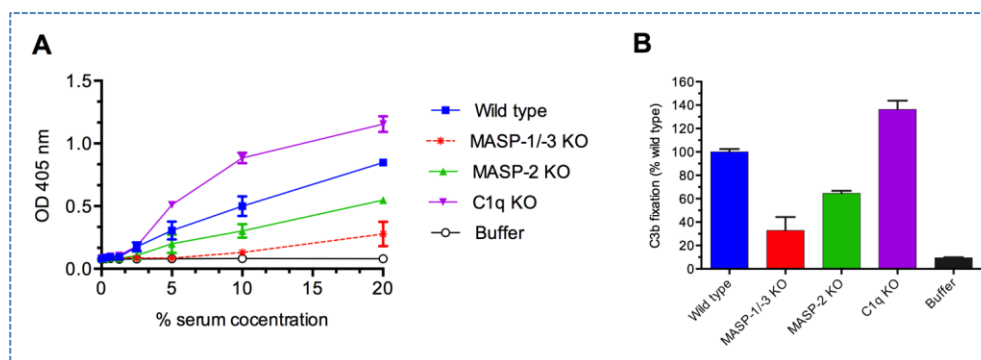 A
OD 405 nm
1.5
1.0
0.5
0.0
0
5
10
15
20
% serum cocentration
Wild type
MASP-1/-3 KO
MASP-2 KO
C1q KO
Buffer
B
C3b fixation (% wild type)
160
140
120
100
80
60
40
20
0
Wild type
MASP-1/-3 KO
MASP-2 KO
C1q KO
Buffer